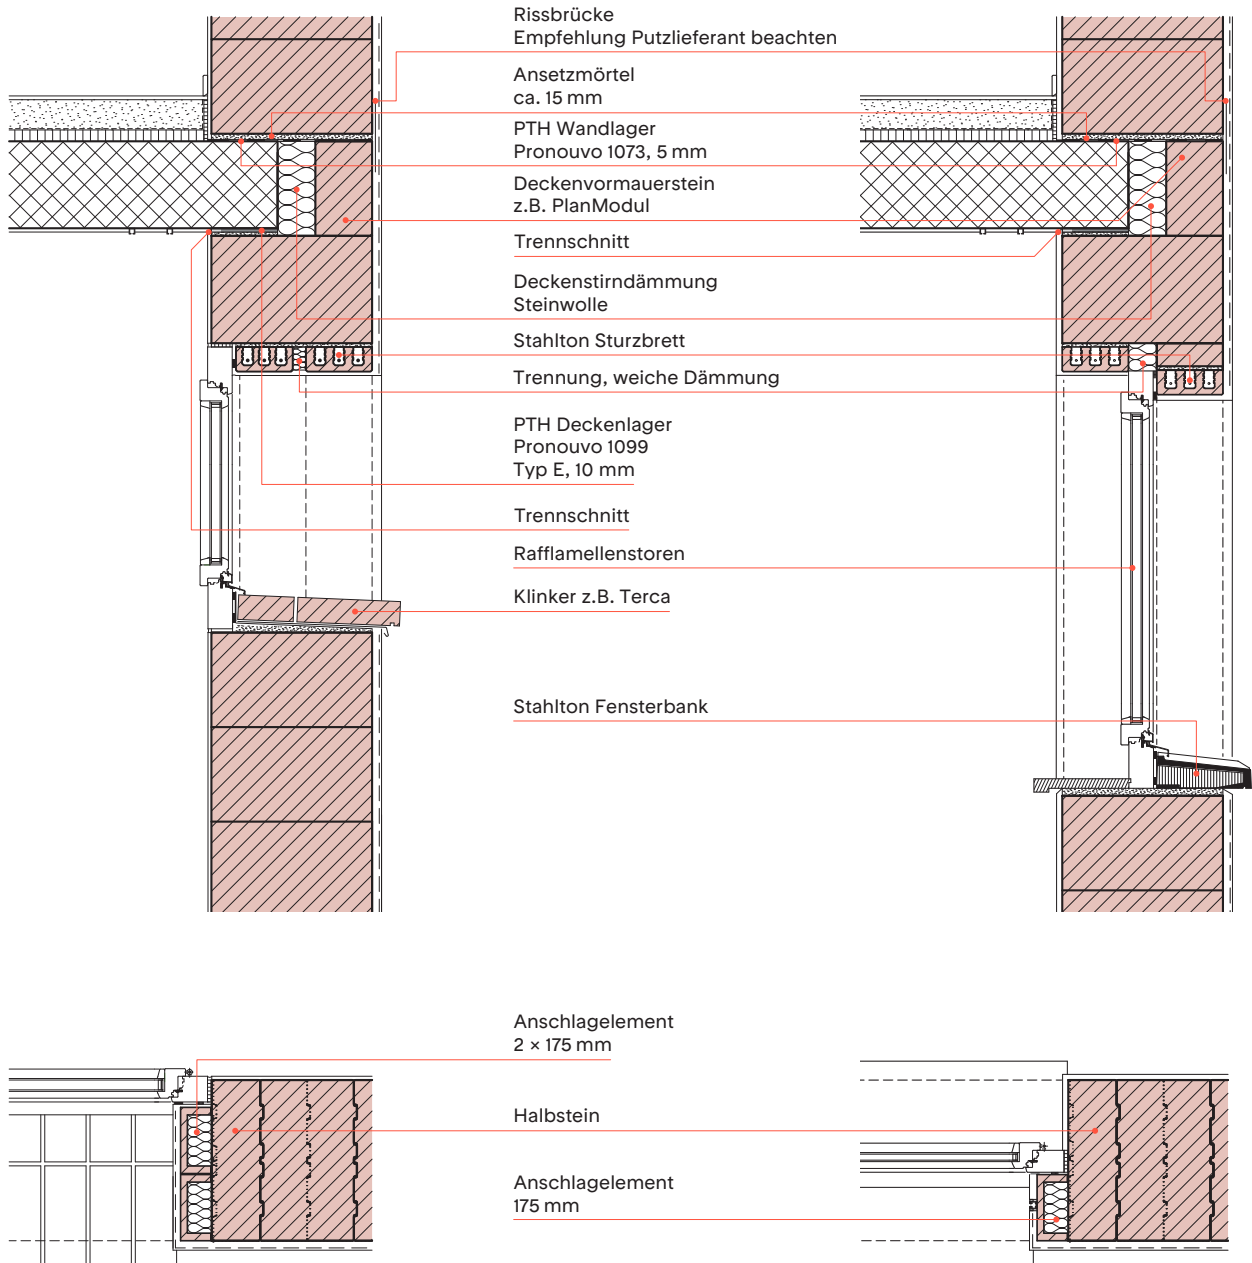 Rissbrücke
Empfehlung Putzlieferant beachten
Ansetzmörtel
ca. 15 mm
PTH Wandlager
Pronouvo 1073, 5 mm
Deckenvormauerstein
z.B. PlanModul
Trennschnitt
Deckenstirndämmung
Steinwolle
Stahlton Sturzbrett
Trennung, weiche Dämmung
PTH Deckenlager
Pronouvo 1099
Typ E, 10 mm
Trennschnitt
Rafflamellenstoren
Klinker z.B. Terca
Stahlton Fensterbank
Anschlagelement
2 × 175 mm
Halbstein
Anschlagelement
175 mm